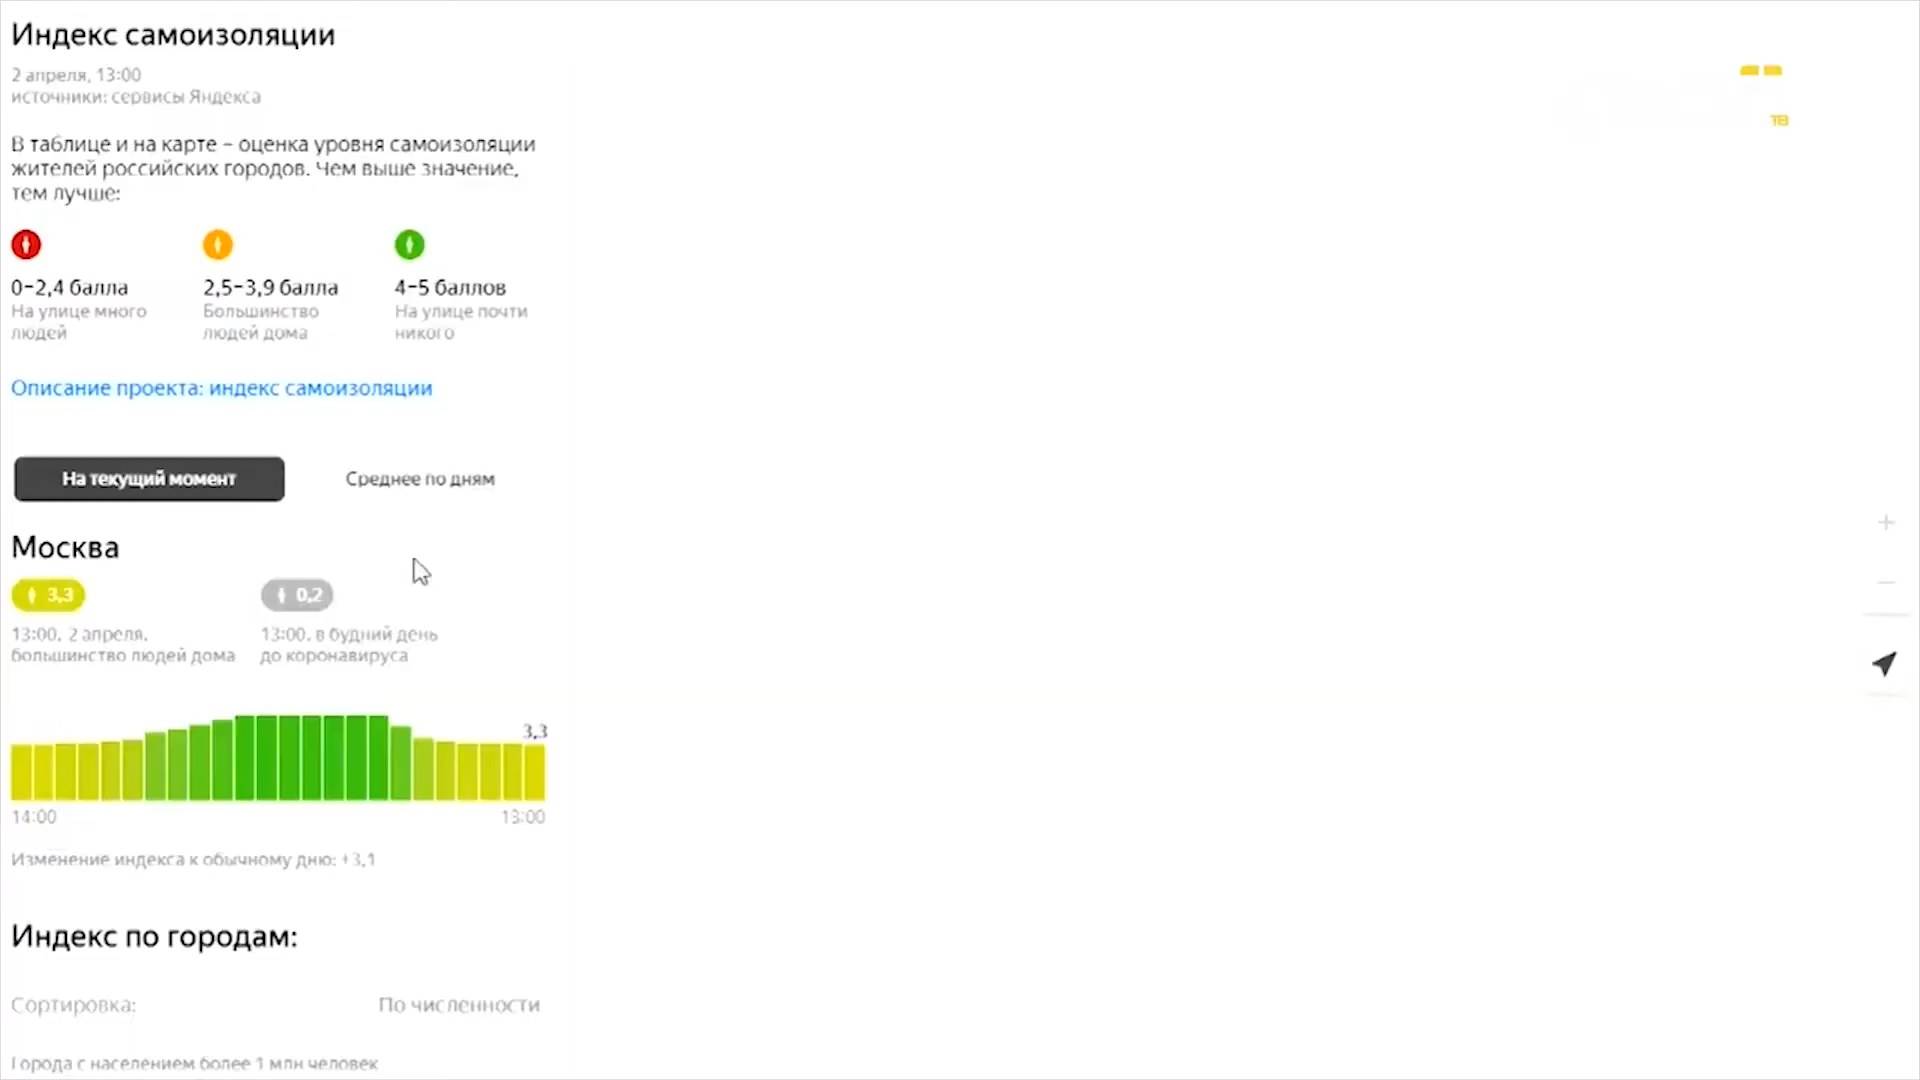 Индекс самоизоляции
2 апреля, 13:00
источники: сервисы Яндекса
В таблице и на карте – оценка уровня самоизоляции
жителей российских городов. Чем выше значение,
тем лучше:
0–2,4 балла
2,5–3,9 балла
4–5 баллов
На улице много
людей
Большинство
людей дома
На улице почти
никого
Описание проекта: индекс самоизоляции
На текущий момент
Среднее по дням
Москва
3,3
0,2
13:00, 2 апреля,
большинство людей дома
13:00, в будний день
до коронавируса
3,3
14:00
13:00
Изменение индекса к обычному дню: +3,1
Индекс по городам:
Сортировка:
По численности
Города с населением более 1 млн человек
ТВ